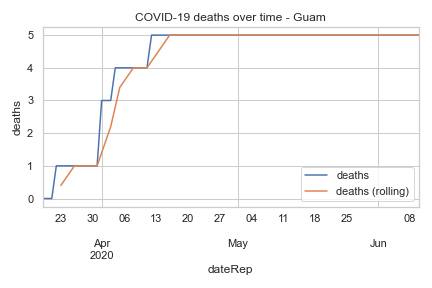 COVID-19 deaths over time - Guam
deaths
5
4
3
2
1
0
deaths
deaths (rolling)
23 30 06 13 20 27 04 11 18 25 08
Apr May Jun
2020
dateRep